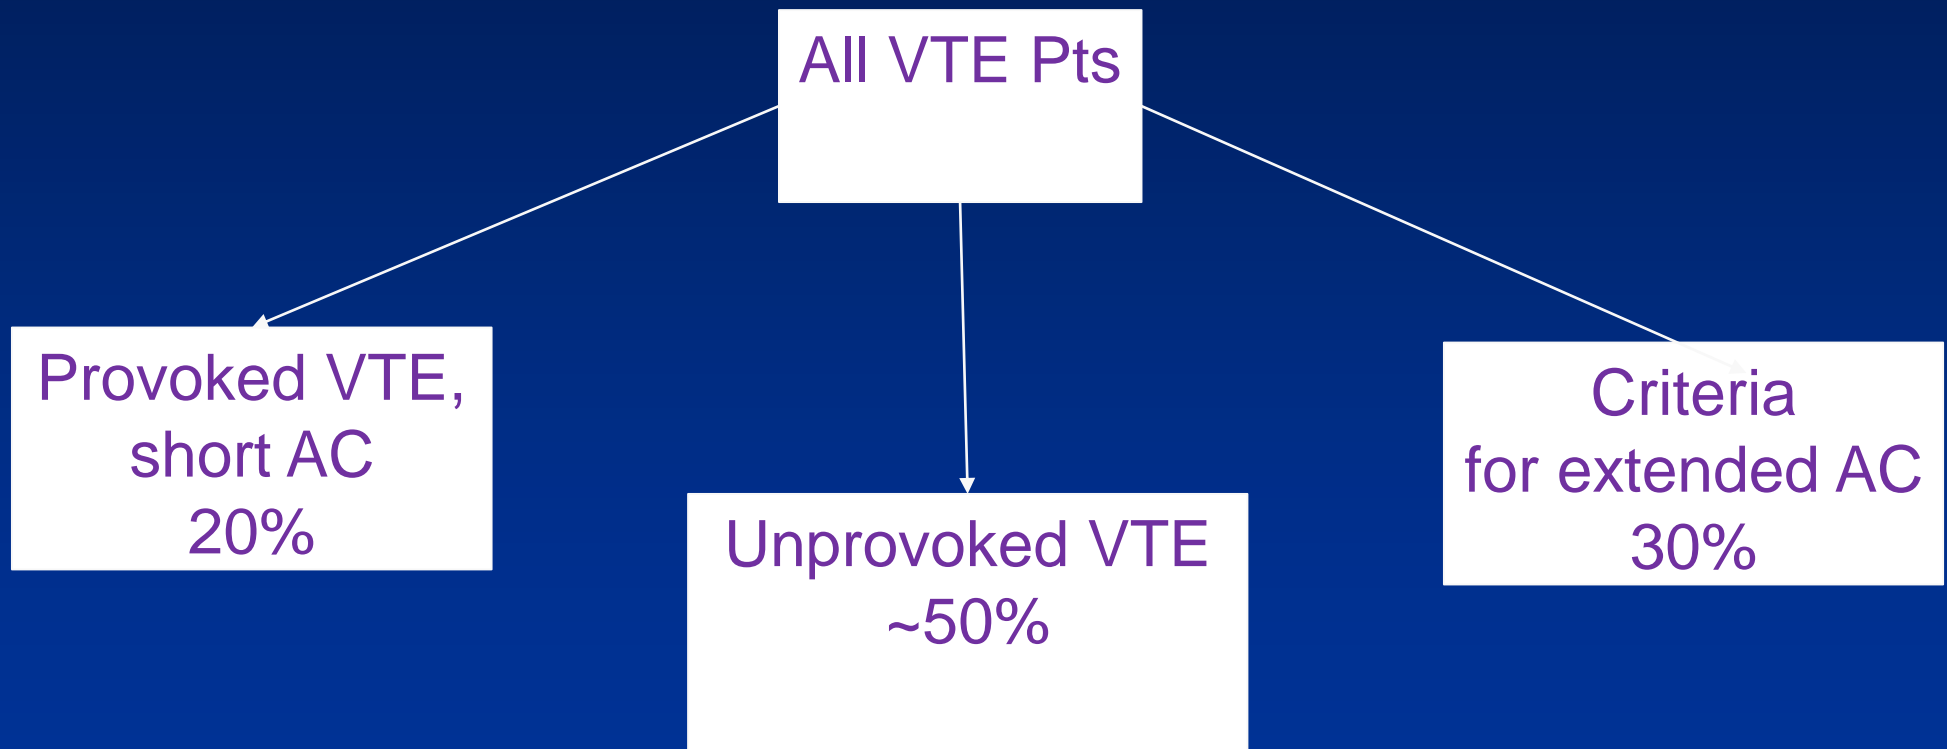 All VTE Pts
Provoked VTE,
short AC
20%
Unprovoked VTE
~50%
Criteria
for extended AC
30%